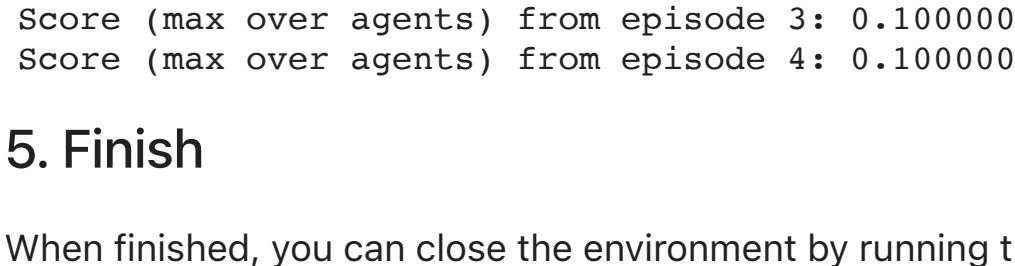 Score (max over agents) from episode 3: 0.100000
Score (max over agents) from episode 4: 0.100000
5. Finish
When finished, you can close the environment by running t